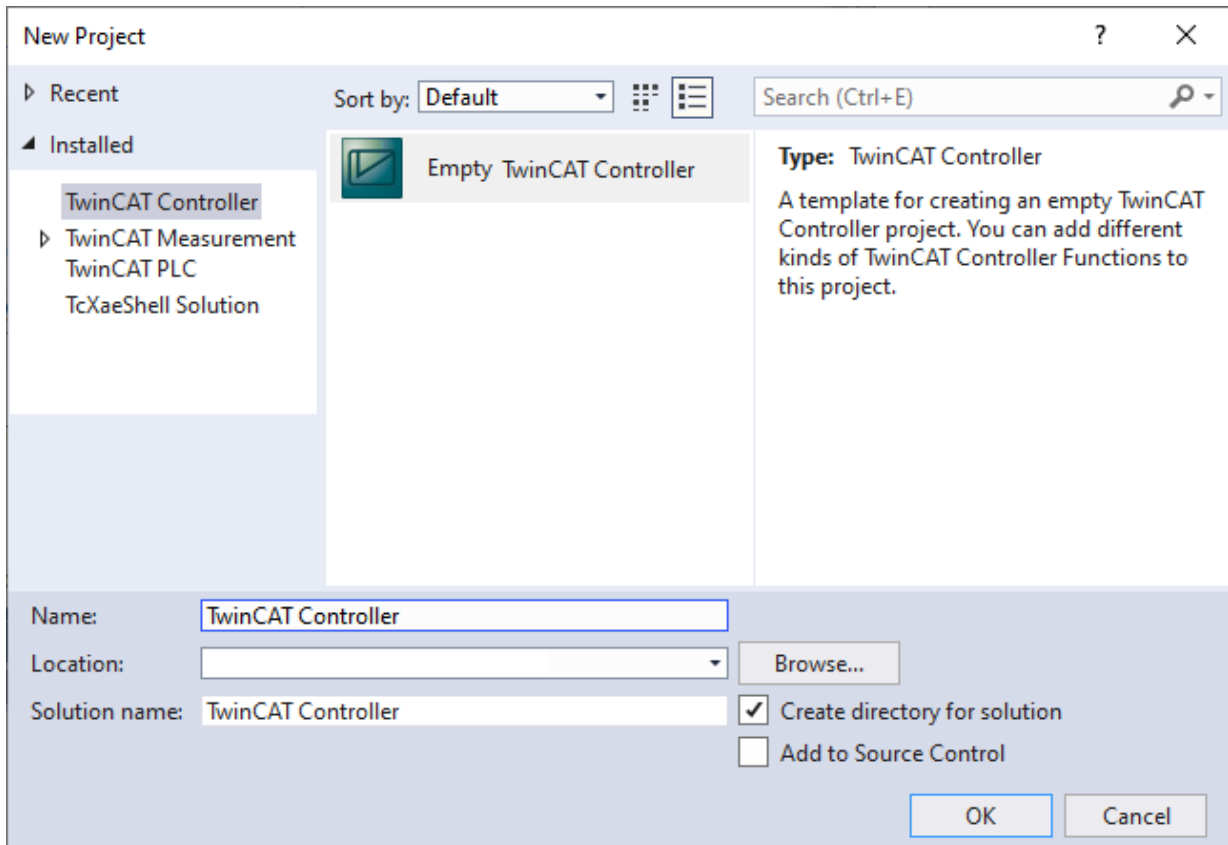 New Project
?
Recent
Installed
TwinCAT Controller
TwinCAT Measurement
TwinCAT PLC
TcXaeShell Solution
Sort by: Default
Empty TwinCAT Controller
Search (Ctrl+E)
Type: TwinCAT Controller
A template for creating an empty TwinCAT
Controller project. You can add different
kinds of TwinCAT Controller Functions to
this project.
Name: TwinCAT Controller
Location:
Browse...
Solution name: TwinCAT Controller
Create directory for solution
Add to Source Control
OK
Cancel